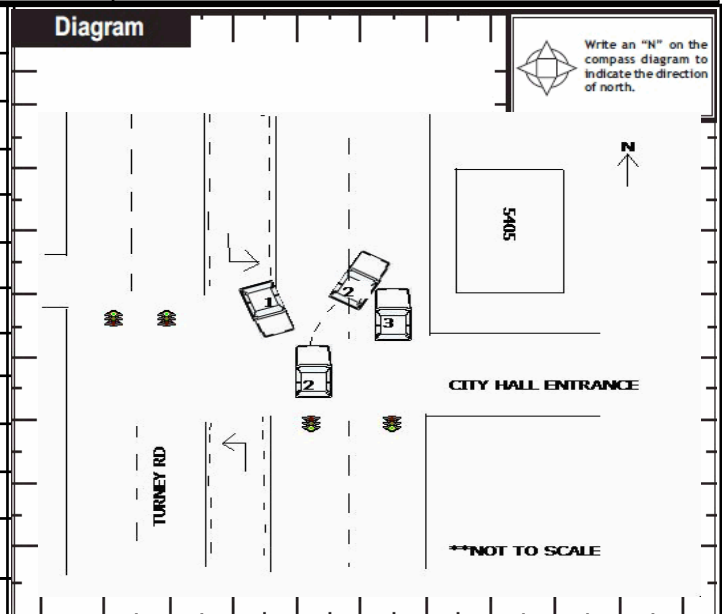 Diagram
Write an "N" on the
compass diagram to
indicate the direction
of north.
N
5405
1
2
3
2
CITY HALL ENTRANCE
TURNEY RD
**NOT TO SCALE